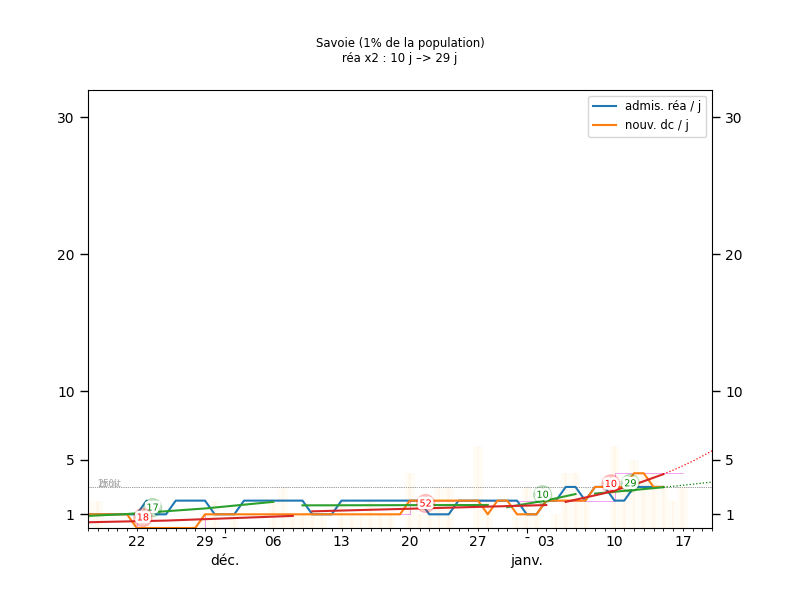 Savoie (1% de la population)
réa x2 : 10 j –> 29 j
admis. réa / j
nouv. dc / j
30 30
20 20
10 10
5 5
1 1
17
18
52
10
10
29
22 29 - 06 13 20 27 - 03 10 17
déc. janv.